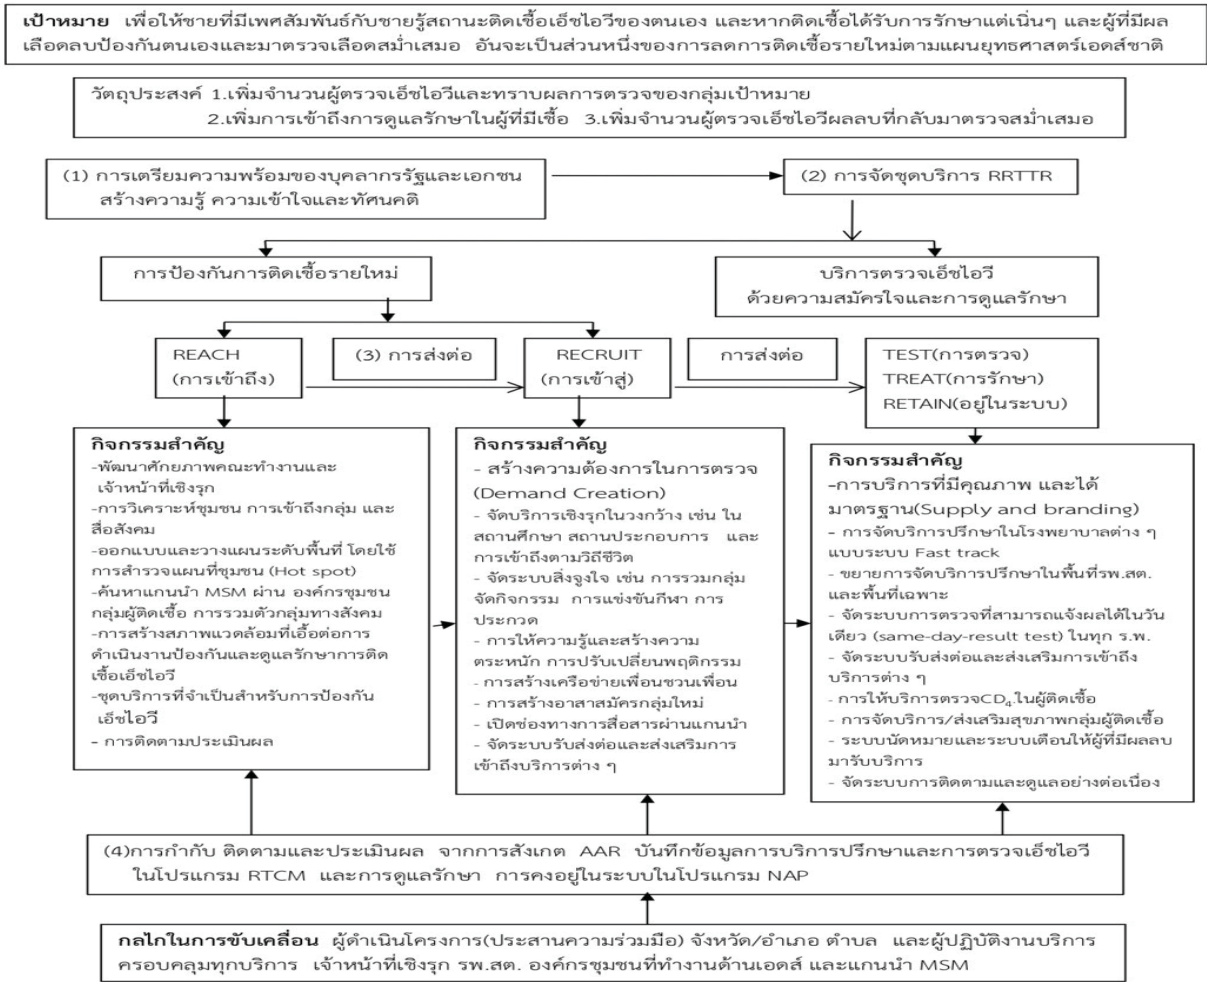 เป้าหมาย เพื่อให้ชายที่มีเพศสัมพันธ์กับชายรู้สถานะติดเชื้อเอ็ชไอวีของตนเอง และหากติดเชื้อได้รับการรักษาแต่เนิ่นๆ และผู้ที่มีผล
เลือดลบป้องกันตนเองและมาตรวจเลือดสม่ำเสมอ อันจะเป็นส่วนหนึ่งของการลดการติดเชื้อรายใหม่ตามแผนยุทธศาสตร์เอดส์ชาติ
วัตถุประสงค์ 1.เพิ่มจำนวนผู้ตรวจเอ็ชไอวีและทราบผลการตรวจของกลุ่มเป้าหมาย
2.เพิ่มการเข้าถึงการดูแลรักษาในผู้ที่มีเชื้อ 3.เพิ่มจำนวนผู้ตรวจเอ็ชไอวีผลลบที่กลับมาตรวจสม่ำเสมอ
(1) การเตรียมความพร้อมของบุคลากรรัฐและเอกชน
สร้างความรู้ ความเข้าใจและทัศนคติ
(2) การจัดชุดบริการ RRTTR
การป้องกันการติดเชื้อรายใหม่
บริการตรวจเอ็ชไอวี
ด้วยความสมัครใจและการดูแลรักษา
REACH
(การเข้าถึง)
(3) การส่งต่อ
RECRUIT
(การเข้าสู่)
การส่งต่อ
TEST(การตรวจ)
TREAT(การรักษา)
RETAIN(อยู่ในระบบ)
กิจกรรมสำคัญ
-พัฒนาศักยภาพคณะทำงานและ
เจ้าหน้าที่เชิงรุก
-การวิเคราะห์ชุมชน การเข้าถึงกลุ่ม และ
สื่อสังคม
-ออกแบบและวางแผนระดับพื้นที่ โดยใช้
การสำรวจแผนที่ชุมชน (Hot spot)
-ค้นหาแกนนำ MSM ผ่าน องค์กรชุมชน
กลุ่มผู้ติดเชื้อ การรวมตัวกลุ่มทางสังคม
-การสร้างสภาพแวดล้อมที่เอื้อต่อการ
ดำเนินงานป้องกันและดูแลรักษาการติด
เชื้อเอ็ชไอวี
-ชุดบริการที่จำเป็นสำหรับการป้องกัน
เอ็ชไอวี
- การติดตามประเมินผล
กิจกรรมสำคัญ
- สร้างความต้องการในการตรวจ
(Demand Creation)
- จัดบริการเชิงรุกในวงกว้าง เช่น ใน
สถานศึกษา สถานประกอบการ และ
การเข้าถึงตามวิถีชีวิต
- จัดระบบสิ่งจูงใจ เช่น การรวมกลุ่ม
จัดกิจกรรม การแข่งขันกีฬา การ
ประกวด
- การให้ความรู้และสร้างความ
ตระหนัก การปรับเปลี่ยนพฤติกรรม
- การสร้างเครือข่ายเพื่อนชวนเพื่อน
- การสร้างอาสาสมัครกลุ่มใหม่
- เปิดช่องทางการสื่อสารผ่านแกนนำ
- จัดระบบรับส่งต่อและส่งเสริมการ
เข้าถึงบริการต่าง ๆ
กิจกรรมสำคัญ
-การบริการที่มีคุณภาพ และได้
มาตรฐาน(Supply and branding)
- การจัดบริการปรึกษาในโรงพยาบาลต่าง ๆ
แบบระบบ Fast track
- ขยายการจัดบริการปรึกษาในพื้นที่รพ.สต.
และพื้นที่เฉพาะ
- จัดระบบการตรวจที่สามารถแจ้งผลได้ในวัน
เดียว (same-day-result test) ในทุก ร.พ.
- จัดระบบรับส่งต่อและส่งเสริมการเข้าถึง
บริการต่าง ๆ
- การให้บริการตรวจCD₄.ในผู้ติดเชื้อ
- การจัดบริการ/ส่งเสริมสุขภาพกลุ่มผู้ติดเชื้อ
- ระบบนัดหมายและระบบเตือนให้ผู้ที่มีผลลบ
มารับบริการ
- จัดระบบการติดตามและดูแลอย่างต่อเนื่อง
(4)การกำกับ ติดตามและประเมินผล จากการสังเกต AAR บันทึกข้อมูลการบริการปรึกษาและการตรวจเอ็ชไอวี
ในโปรแกรม RTCM และการดูแลรักษา การคงอยู่ในระบบในโปรแกรม NAP
กลไกในการขับเคลื่อน ผู้ดำเนินโครงการ(ประสานความร่วมมือ) จังหวัด/อำเภอ ตำบล และผู้ปฏิบัติงานบริการ
ครอบคลุมทุกบริการ เจ้าหน้าที่เชิงรุก รพ.สต. องค์กรชุมชนที่ทำงานด้านเอดส์ และแกนนำ MSM